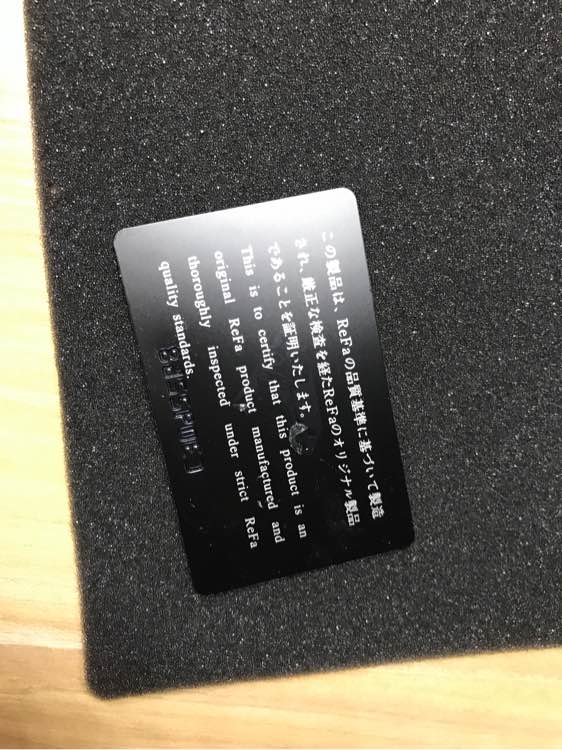 この製品は、ReFaの品質基準に基づいて製造
され、厳正な検査を経たReFaのオリジナル製品
であることを証明いたします。
This is to certify that this product is an
original ReFa product manufactured and
thoroughly inspected under strict ReFa
quality standards.